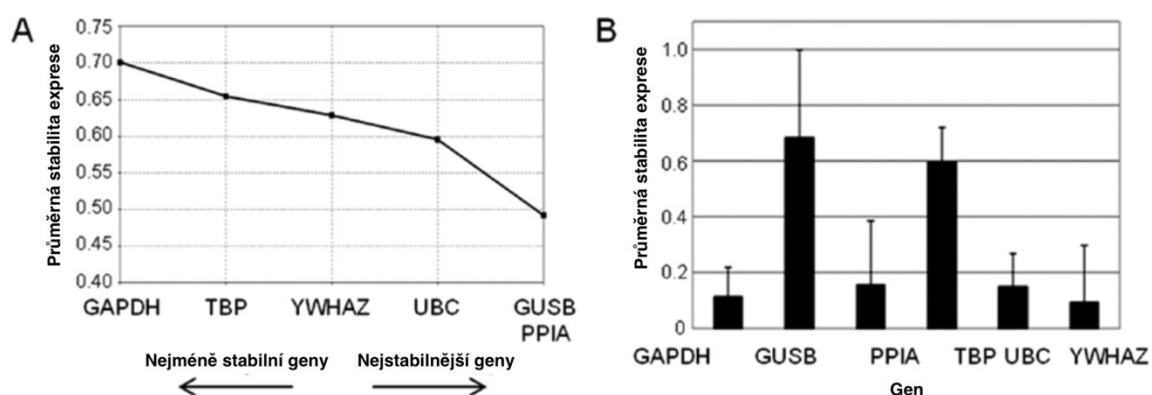 A
Průměrná stabilita exprese
0.75
0.70
0.65
0.60
0.55
0.50
0.45
0.40
GAPDH TBP YWHAZ UBC GUSB
PPIA
Nejméně stabilní geny Nejstabilnější geny
B
Průměrná stabilita exprese
1.0
0.8
0.6
0.4
0.2
0
GAPDH GUSB PPIA TBP UBC YWHAZ
Gen